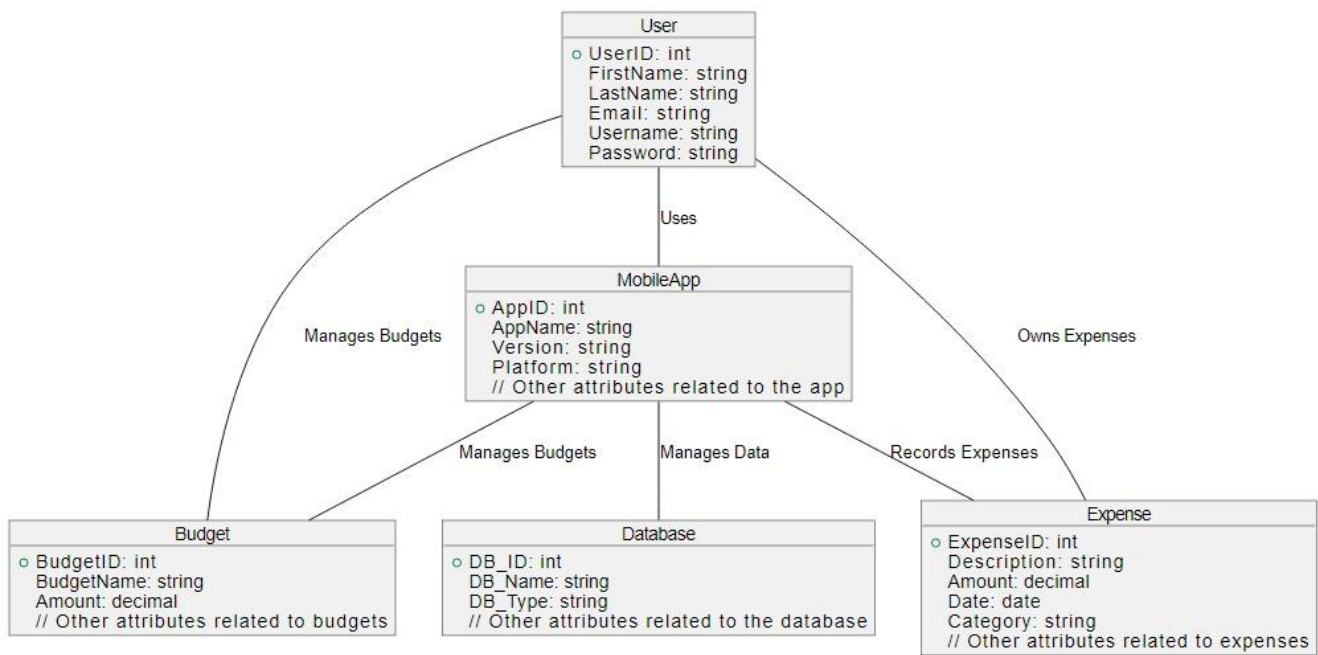 User
UserID: int
FirstName: string
LastName: string
Email: string
Username: string
Password: string
Uses
MobileApp
AppID: int
AppName: string
Version: string
Platform: string
// Other attributes related to the app
Manages Budgets
Owns Expenses
Manages Budgets
Manages Data
Records Expenses
Budget
BudgetID: int
BudgetName: string
Amount: decimal
// Other attributes related to budgets
Database
DB_ID: int
DB_Name: string
DB_Type: string
// Other attributes related to the database
Expense
ExpenseID: int
Description: string
Amount: decimal
Date: date
Category: string
// Other attributes related to expenses